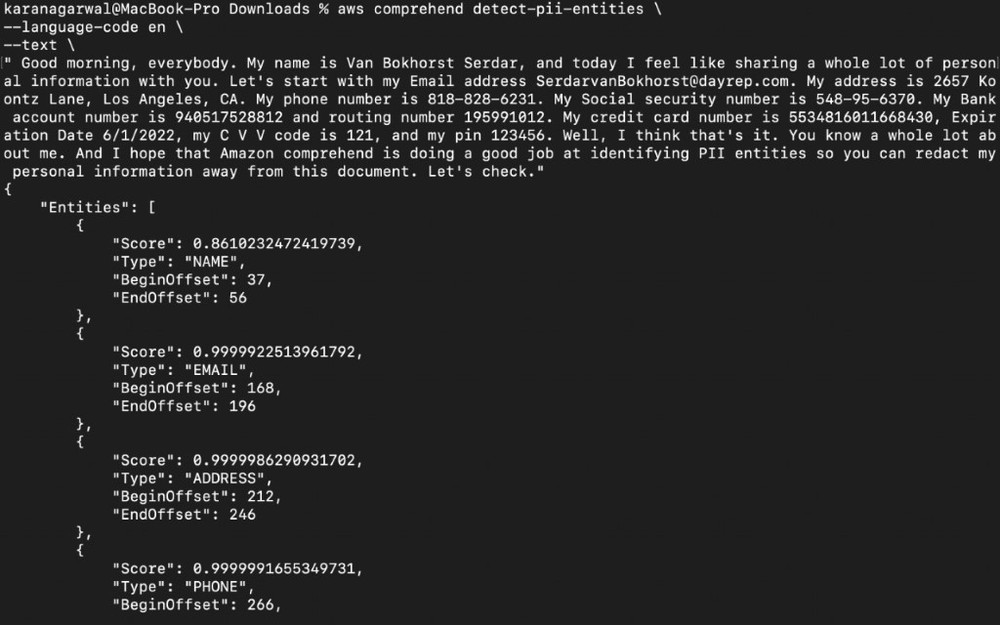 karanagarwal@MacBook-Pro Downloads % aws comprehend detect-pii-entities \
--language-code en \
--text \
" Good morning, everybody. My name is Van Bokhorst Serdar, and today I feel like sharing a whole lot of person
al information with you. Let's start with my Email address SerdarvanBokhorst@dayrep.com. My address is 2657 Ko
ontz Lane, Los Angeles, CA. My phone number is 818-828-6231. My Social security number is 548-95-6370. My Bank
 account number is 940517528812 and routing number 195991012. My credit card number is 5534816011668430, Expir
ation Date 6/1/2022, my C V V code is 121, and my pin 123456. Well, I think that's it. You know a whole lot ab
out me. And I hope that Amazon comprehend is doing a good job at identifying PII entities so you can redact my
 personal information away from this document. Let's check."
{
    "Entities": [
        {
            "Score": 0.8610232472419739,
            "Type": "NAME",
            "BeginOffset": 37,
            "EndOffset": 56
        },
        {
            "Score": 0.9999922513961792,
            "Type": "EMAIL",
            "BeginOffset": 168,
            "EndOffset": 196
        },
        {
            "Score": 0.9999986290931702,
            "Type": "ADDRESS",
            "BeginOffset": 212,
            "EndOffset": 246
        },
        {
            "Score": 0.9999991655349731,
            "Type": "PHONE",
            "BeginOffset": 266,